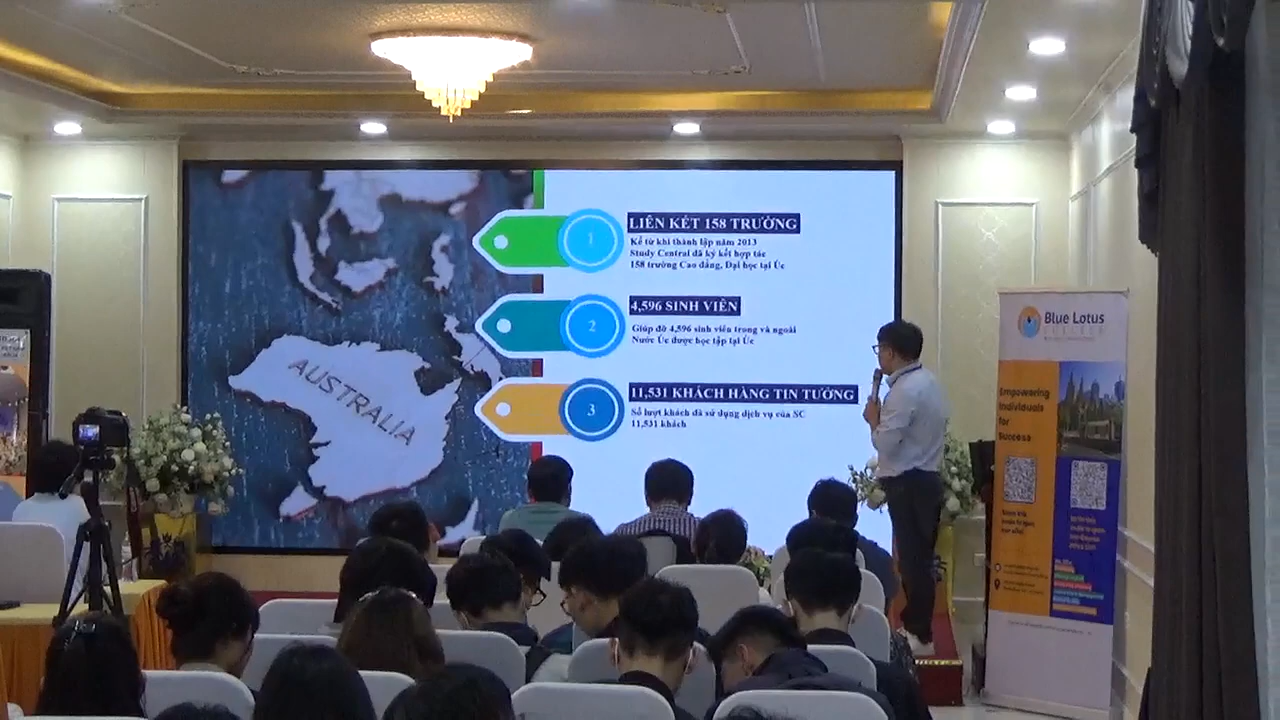 AUSTRALIA
1
LIÊN KẾT 158 TRƯỜNG
Kể từ khi thành lập năm 2013
Study Central đã ký kết hợp tác
158 trường Cao đẳng, Đại học tại Úc
2
4,596 SINH VIÊN
Giúp đỡ 4,596 sinh viên trong và ngoài
Nước Úc được học tập tại Úc
3
11,531 KHÁCH HÀNG TIN TƯỞNG
Số lượt khách đã sử dụng dịch vụ của SC
11,531 khách
Blue Lotus
COLLEGE
Empowering
Individuals
for
Success